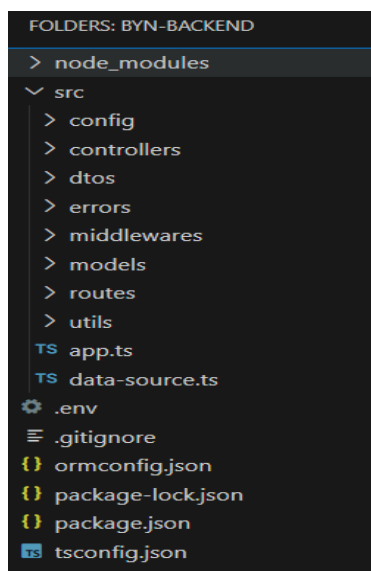 FOLDERS: BYN-BACKEND
node_modules
src
config
controllers
dtos
errors
middlewares
models
routes
utils
TS app.ts
TS data-source.ts
.env
.gitignore
{} ormconfig.json
{} package-lock.json
{} package.json
TS tsconfig.json